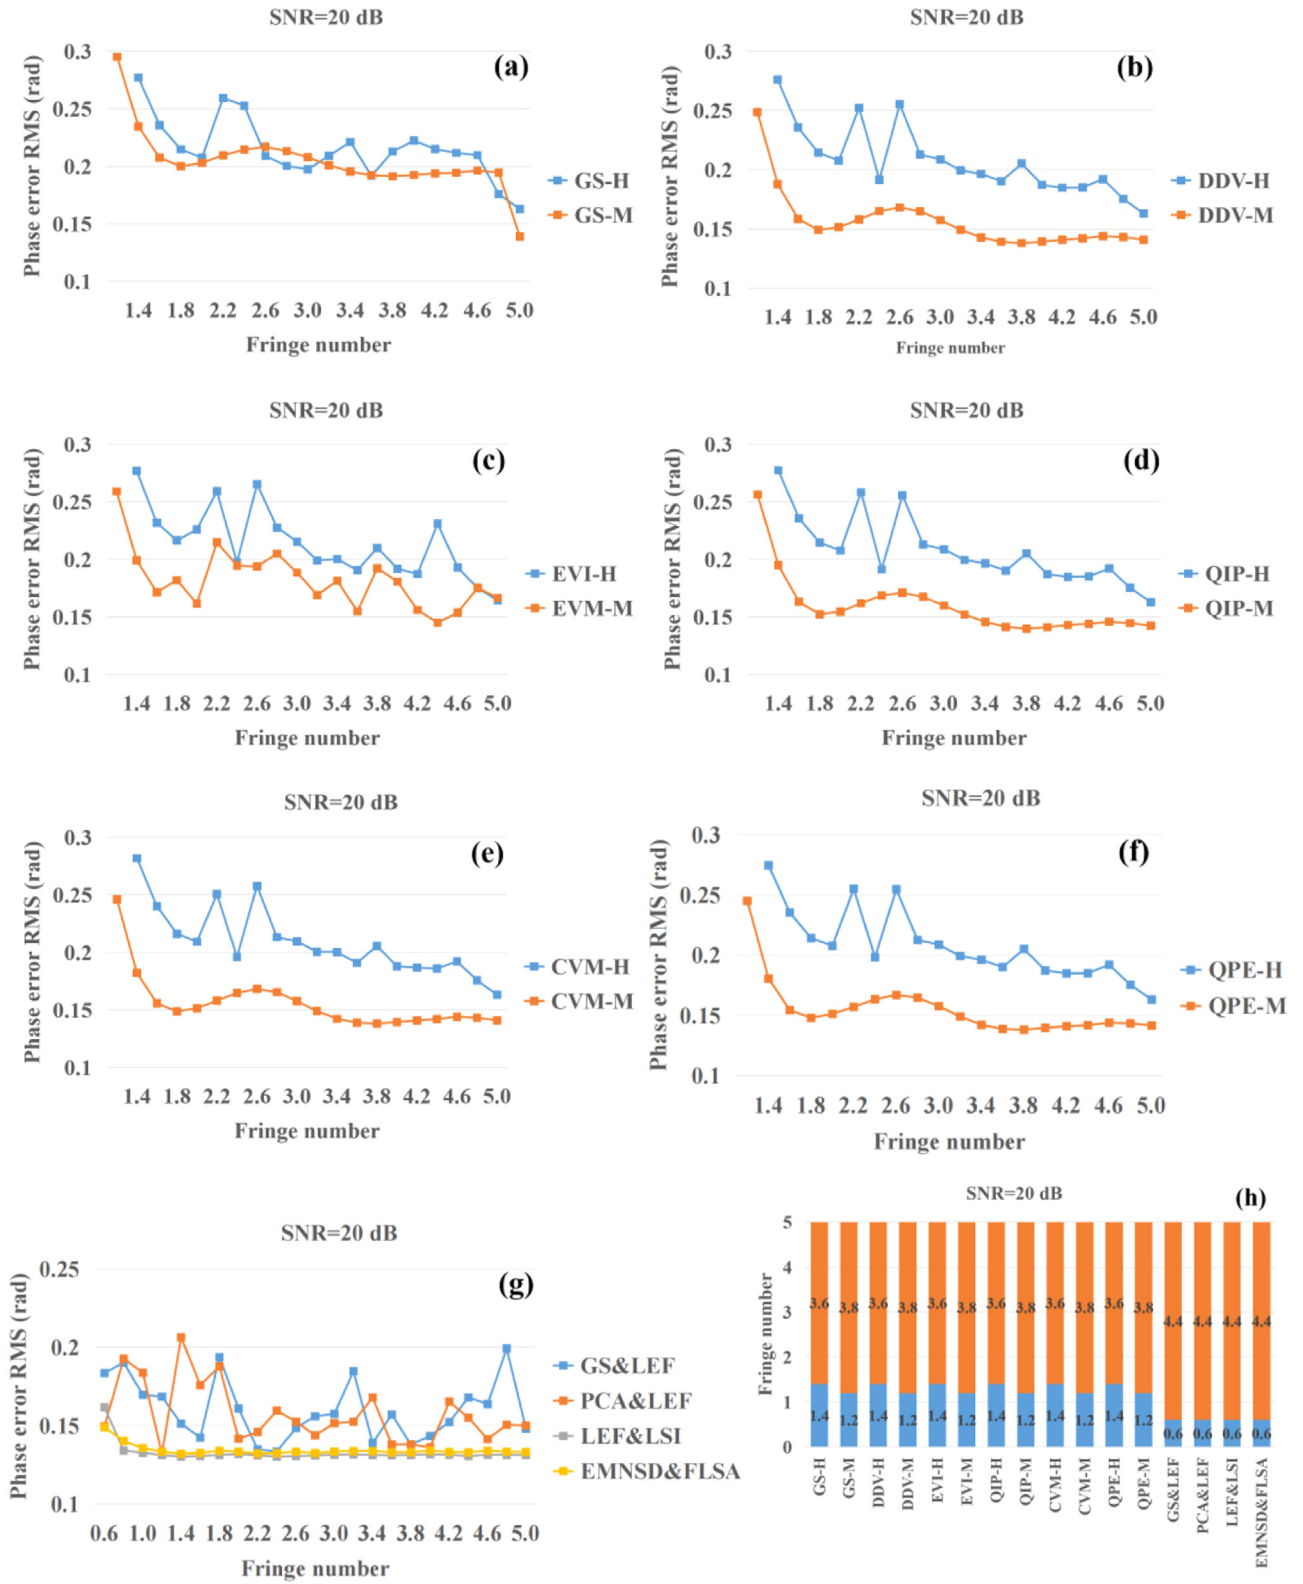 SNR=20 dB
(a)
Phase error RMS (rad)
0.3
0.25
0.2
0.15
0.1
1.4 1.8 2.2 2.6 3.0 3.4 3.8 4.2 4.6 5.0
Fringe number
GS-H
GS-M
SNR=20 dB
(b)
Phase error RMS (rad)
0.3
0.25
0.2
0.15
0.1
1.4 1.8 2.2 2.6 3.0 3.4 3.8 4.2 4.6 5.0
Fringe number
DDV-H
DDV-M
SNR=20 dB
(c)
Phase error RMS (rad)
0.3
0.25
0.2
0.15
0.1
1.4 1.8 2.2 2.6 3.0 3.4 3.8 4.2 4.6 5.0
Fringe number
EVI-H
EVM-M
SNR=20 dB
(d)
Phase error RMS (rad)
0.3
0.25
0.2
0.15
0.1
1.4 1.8 2.2 2.6 3.0 3.4 3.8 4.2 4.6 5.0
Fringe number
QIP-H
QIP-M
SNR=20 dB
(e)
Phase error RMS (rad)
0.3
0.25
0.2
0.15
0.1
1.4 1.8 2.2 2.6 3.0 3.4 3.8 4.2 4.6 5.0
Fringe number
CVM-H
CVM-M
SNR=20 dB
(f)
Phase error RMS (rad)
0.3
0.25
0.2
0.15
0.1
1.4 1.8 2.2 2.6 3.0 3.4 3.8 4.2 4.6 5.0
Fringe number
QPE-H
QPE-M
SNR=20 dB
(g)
Phase error RMS (rad)
0.25
0.2
0.15
0.1
0.6 1.0 1.4 1.8 2.2 2.6 3.0 3.4 3.8 4.2 4.6 5.0
Fringe number
GS&LEF
PCA&LEF
LEF&LSI
EMNSD&FLSA
SNR=20 dB
(h)
Fringe number
5
4
3
2
1
0
3.6 3.8 3.6 3.8 3.6 3.8 3.6 3.8 3.6 3.8 3.6 3.8 4.4 4.4 4.4 4.4
1.4 1.2 1.4 1.2 1.4 1.2 1.4 1.2 1.4 1.2 1.4 1.2 0.6 0.6 0.6 0.6
GS-H
GS-M
DDV-H
DDV-M
EVI-H
EVI-M
QIP-H
QIP-M
CVM-H
CVM-M
QPE-H
QPE-M
GS&LEF
PCA&LEF
LEF&LSI
EMNSD&FLSA